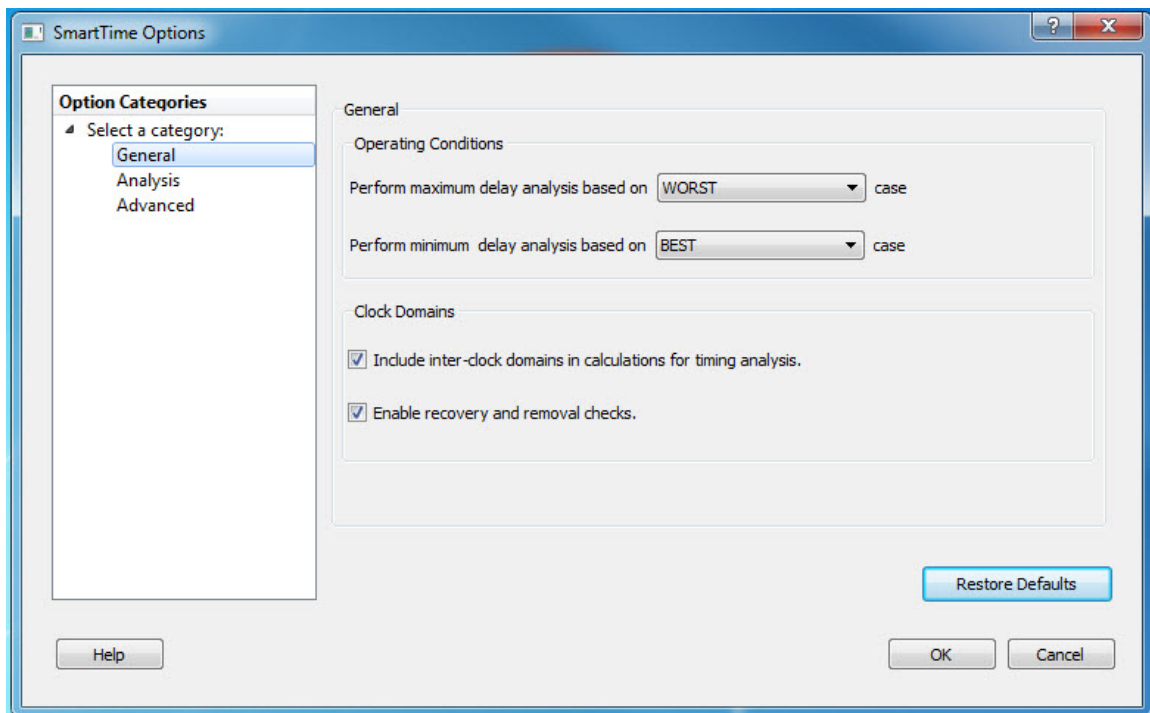 SmartTime Options
?
X
Option Categories
Select a category:
General
Analysis
Advanced
General
Operating Conditions
Perform maximum delay analysis based on WORST case
Perform minimum delay analysis based on BEST case
Clock Domains
Include inter-clock domains in calculations for timing analysis.
Enable recovery and removal checks.
Restore Defaults
Help OK Cancel